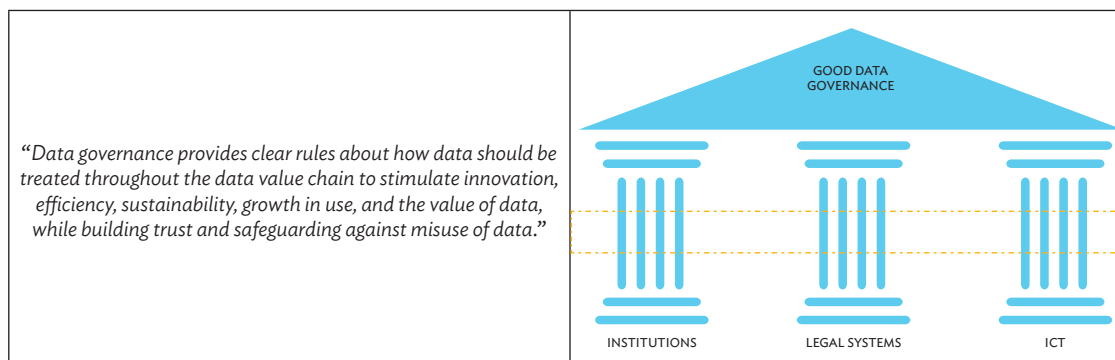 “Data governance provides clear rules about how data should be
treated throughout the data value chain to stimulate innovation,
efficiency, sustainability, growth in use, and the value of data,
while building trust and safeguarding against misuse of data.”
GOOD DATA
GOVERNANCE
INSTITUTIONS
LEGAL SYSTEMS
ICT